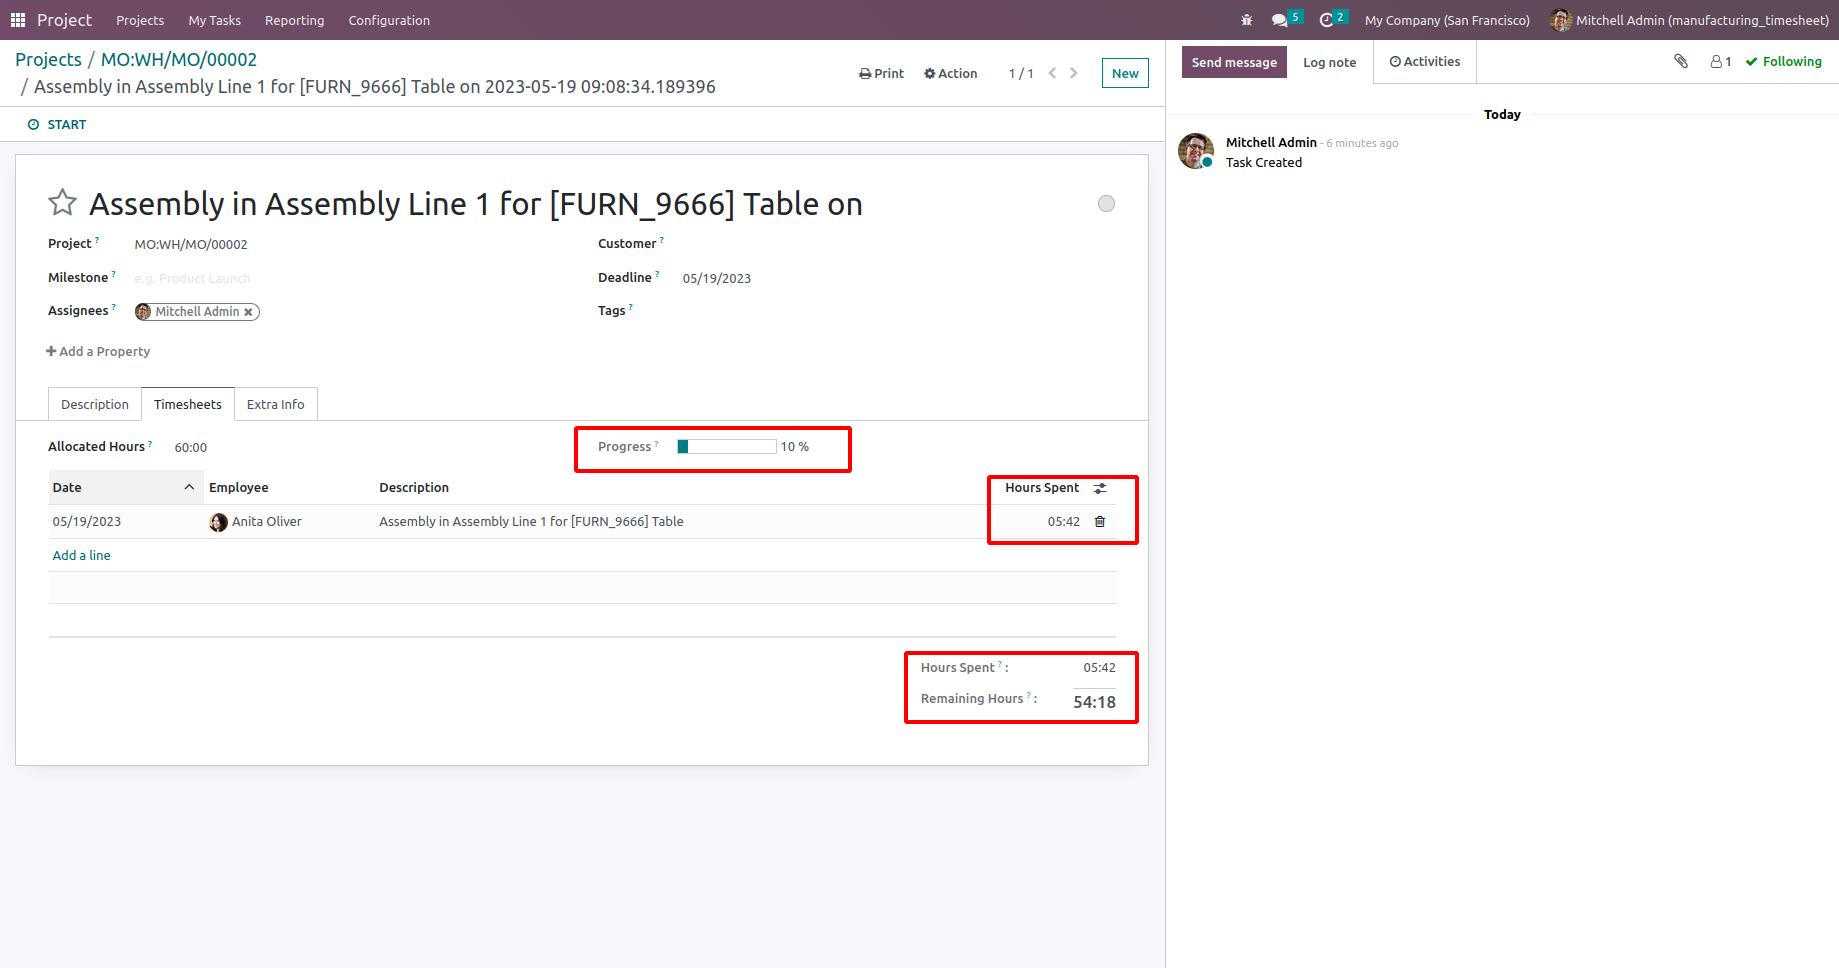 Project Projects My Tasks Reporting Configuration 5 2 My Company (San Francisco) Mitchell Admin (manufacturing_timesheet)
Projects / MO:WH/MO/00002
/ Assembly in Assembly Line 1 for [FURN_9666] Table on 2023-05-19 09:08:34.189396
Print Action 1 / 1 New
Send message Log note Activities 1 Following
START
Today
Mitchell Admin - 6 minutes ago
Task Created
Assembly in Assembly Line 1 for [FURN_9666] Table on
Project ? MO:WH/MO/00002
Customer ?
Milestone ? e.g. Product Launch
Deadline ? 05/19/2023
Assignees ? Mitchell Admin
Tags ?
Add a Property
Description Timesheets Extra Info
Allocated Hours ? 60:00
Progress ? 10 %
Date Employee Description Hours Spent
05/19/2023 Anita Oliver Assembly in Assembly Line 1 for [FURN_9666] Table 05:42
Add a line
Hours Spent ? : 05:42
Remaining Hours ? : 54:18